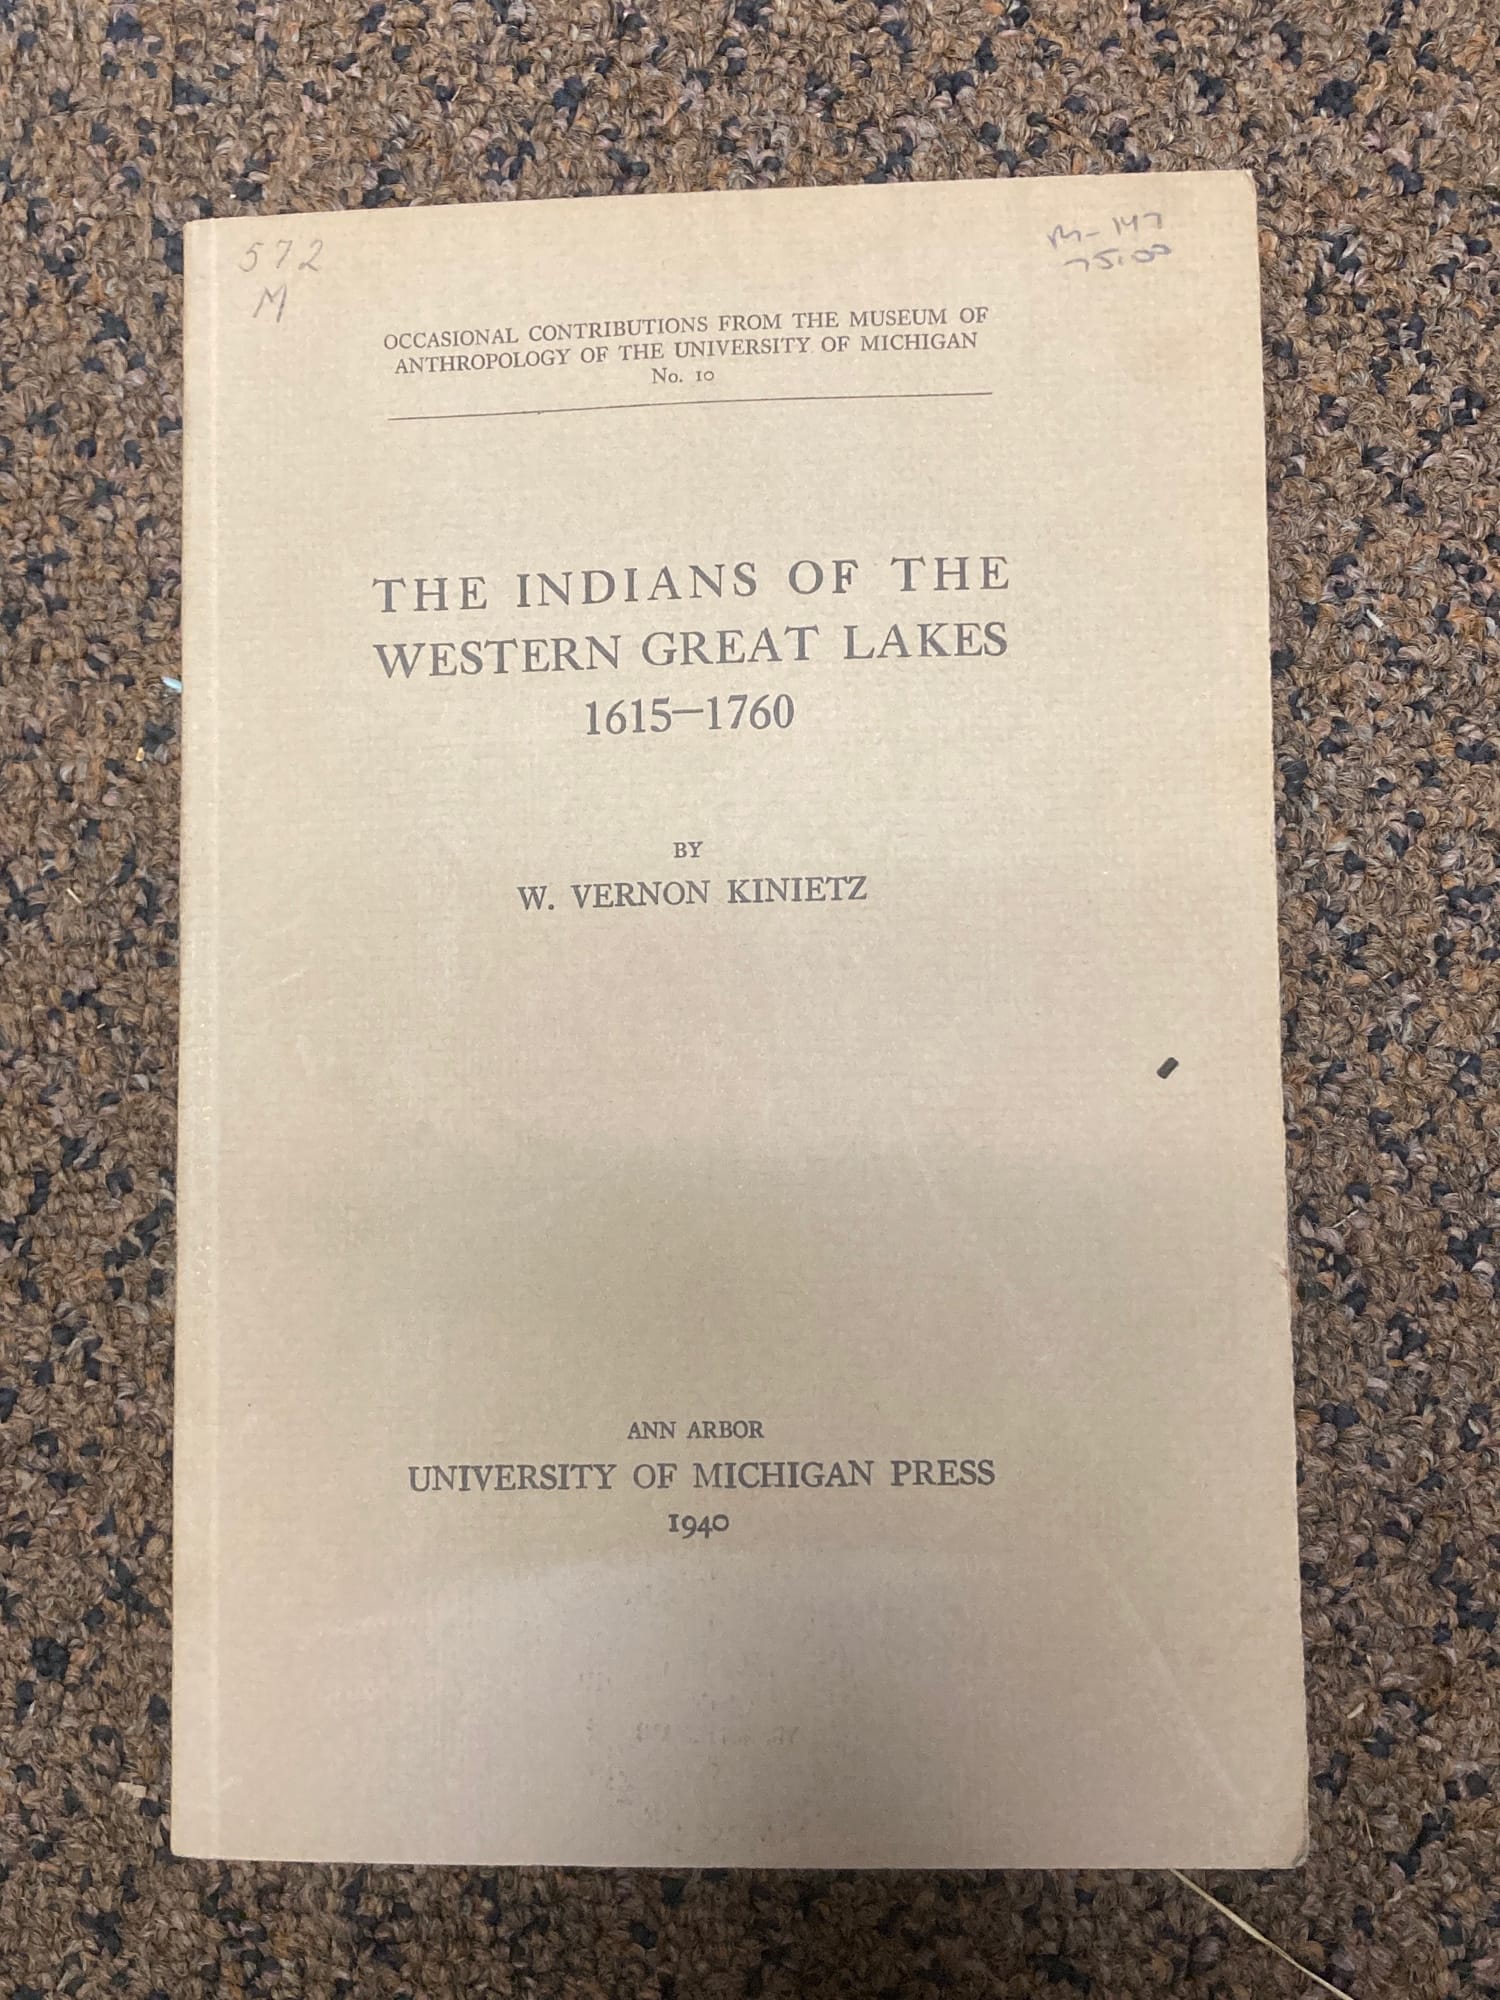 572
M
M-147
75.00
OCCASIONAL CONTRIBUTIONS FROM THE MUSEUM OF
ANTHROPOLOGY OF THE UNIVERSITY OF MICHIGAN
No. 10
THE INDIANS OF THE
WESTERN GREAT LAKES
1615–1760
BY
W. VERNON KINIETZ
ANN ARBOR
UNIVERSITY OF MICHIGAN PRESS
1940